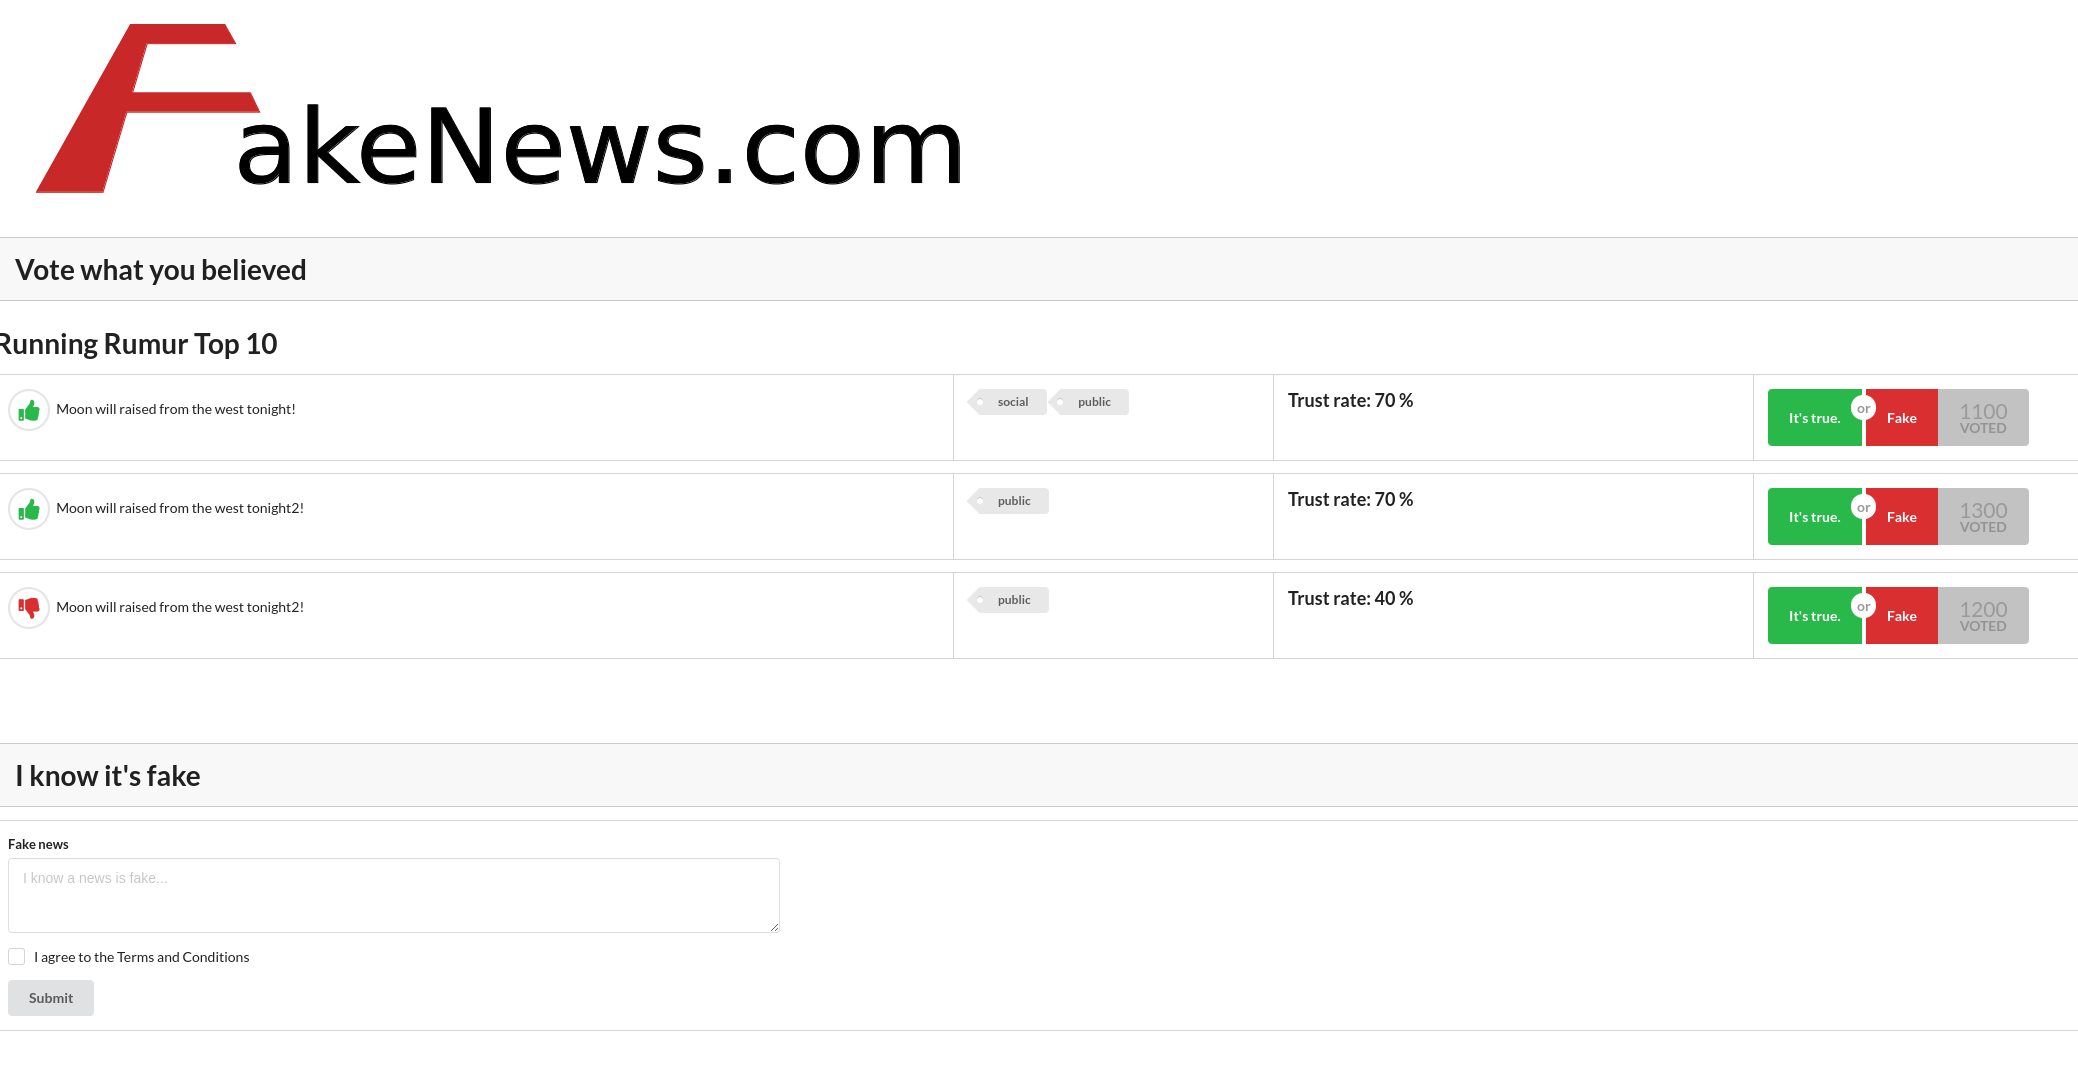 FakeNews.com
Vote what you believed
Running Rumur Top 10
Moon will raised from the west tonight! social public Trust rate: 70 % It's true. or Fake 1100 VOTED
Moon will raised from the west tonight2! public Trust rate: 70 % It's true. or Fake 1300 VOTED
Moon will raised from the west tonight2! public Trust rate: 40 % It's true. or Fake 1200 VOTED
I know it's fake
Fake news
I know a news is fake...
I agree to the Terms and Conditions
Submit